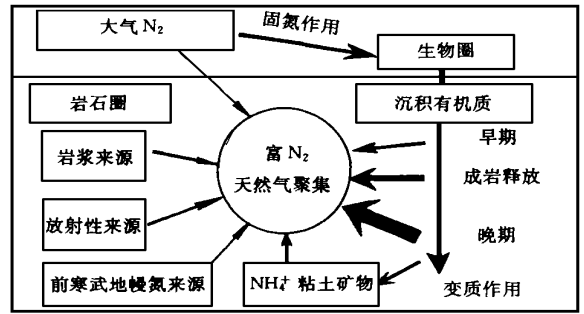 大气 N₂
固氮作用
生物圈
岩石圈
沉积有机质
早期
岩浆来源
富 N₂
天然气聚集
成岩释放
放射性来源
晚期
前寒武地幔氮来源
NH₄⁺ 粘土矿物
变质作用